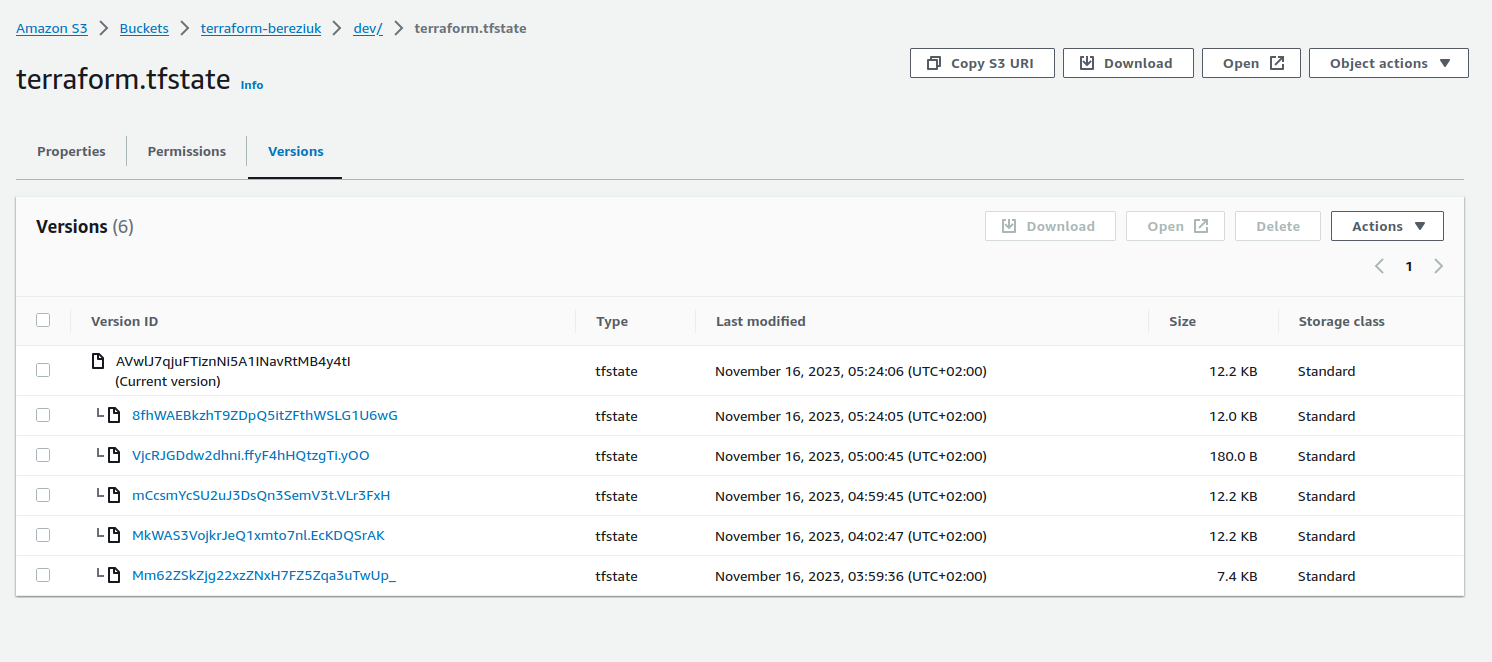 Amazon S3 > Buckets > terraform-bereziuk > dev/ > terraform.tfstate
terraform.tfstate Info
Copy S3 URI Download Open Object actions
Properties Permissions Versions
Versions (6)
Download Open Delete Actions
1
Version ID Type Last modified Size Storage class
AVwlJ7qjuFTiznNi5A1INavRtMB4y4tI
(Current version) tfstate November 16, 2023, 05:24:06 (UTC+02:00) 12.2 KB Standard
8fhWAEBkzhT9ZDpQ5itZFthWSLG1U6wG tfstate November 16, 2023, 05:24:05 (UTC+02:00) 12.0 KB Standard
VjcRJGDdw2dhni.ffyF4hHQtzgTI.yOO tfstate November 16, 2023, 05:00:45 (UTC+02:00) 180.0 B Standard
mCcsmYcSU2uJ3DsQn3SemV3t.VLr3FxH tfstate November 16, 2023, 04:59:45 (UTC+02:00) 12.2 KB Standard
MkWAS3VojkrJeQ1xmto7nl.EcKDQSrAK tfstate November 16, 2023, 04:02:47 (UTC+02:00) 12.2 KB Standard
Mm62ZSkZjg22xzZNxH7FZ5Zqa3uTwUp_ tfstate November 16, 2023, 03:59:36 (UTC+02:00) 7.4 KB Standard